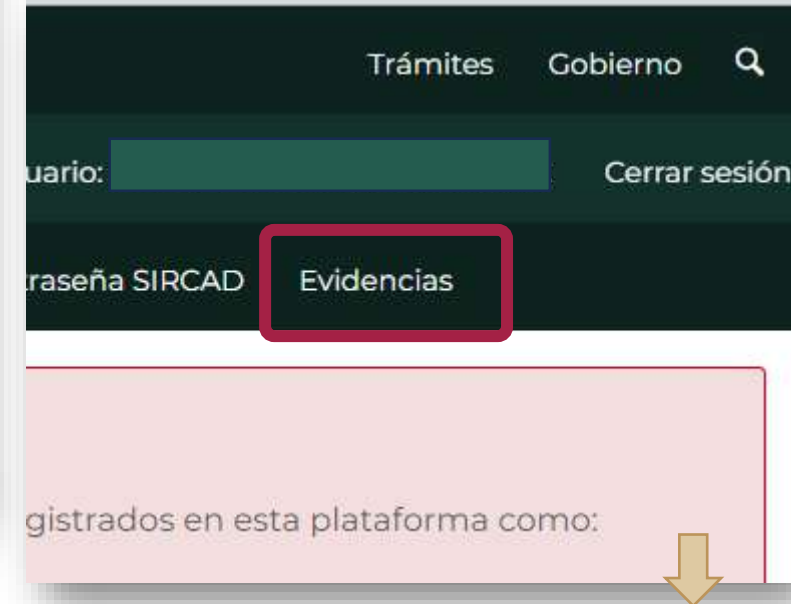 Trámites Gobierno
uario: Cerrar sesión
traseña SIRCAD Evidencias
gistrados en esta plataforma como: